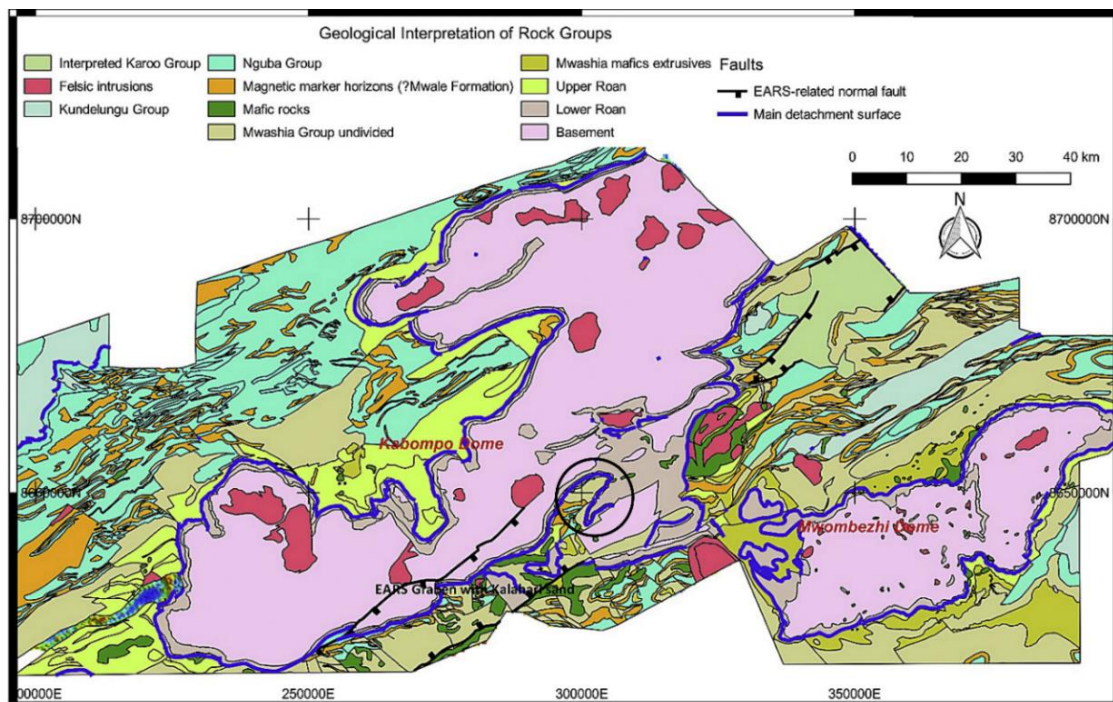 Geological Interpretation of Rock Groups
Interpreted Karoo Group
Felsic intrusions
Kundelungu Group
Nguba Group
Magnetic marker horizons (?Mwale Formation)
Mafic rocks
Mwashia Group undivided
Mwashia mafics extrusives
Upper Roan
Lower Roan
Basement
Faults
EARS-related normal fault
Main detachment surface
0 10 20 30 40 km
N
8700000N
8700000N
Kabompo Dome
Mwombezhi Dome
EARS Graben with Kalahari Sand
00000E
250000E
300000E
350000E